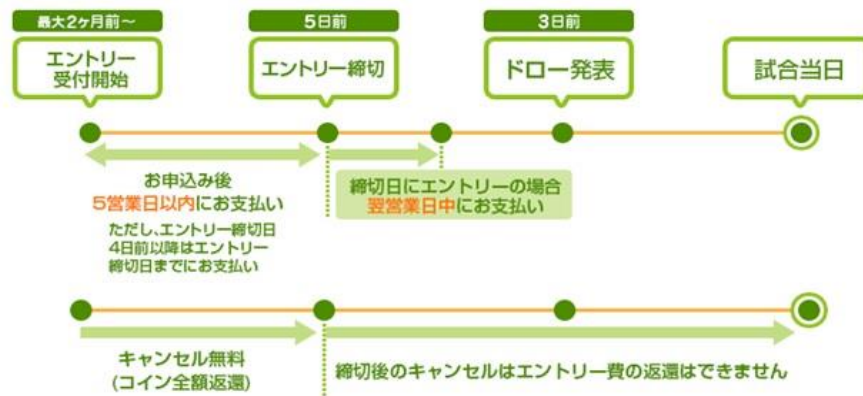 最大2ヶ月前～
エントリー
受付開始
5日前
エントリー締切
3日前
ドロー発表
試合当日
お申込み後
5営業日以内にお支払い
ただし、エントリー締切日
4日前以降はエントリー
締切日までにお支払い
締切日にエントリーの場合
翌営業日中にお支払い
キャンセル無料
(コイン全額返還)
締切後のキャンセルはエントリー費の返還はできません